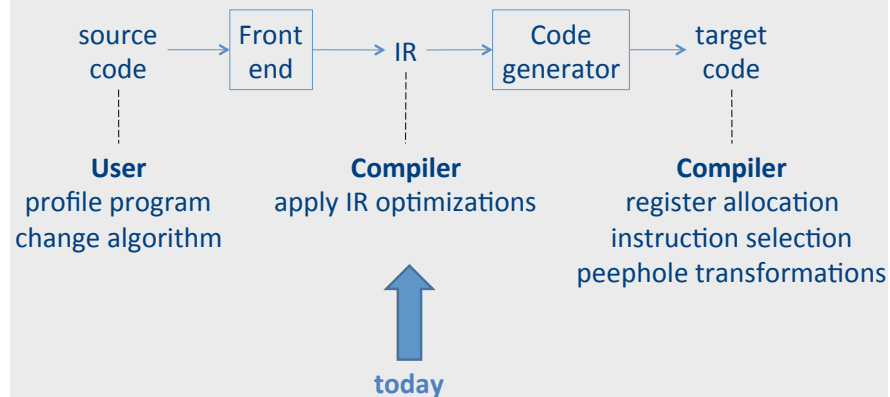 source code
Front end
IR
Code generator
target code
User
profile program
change algorithm
Compiler
apply IR optimizations
Compiler
register allocation
instruction selection
peephole transformations
today